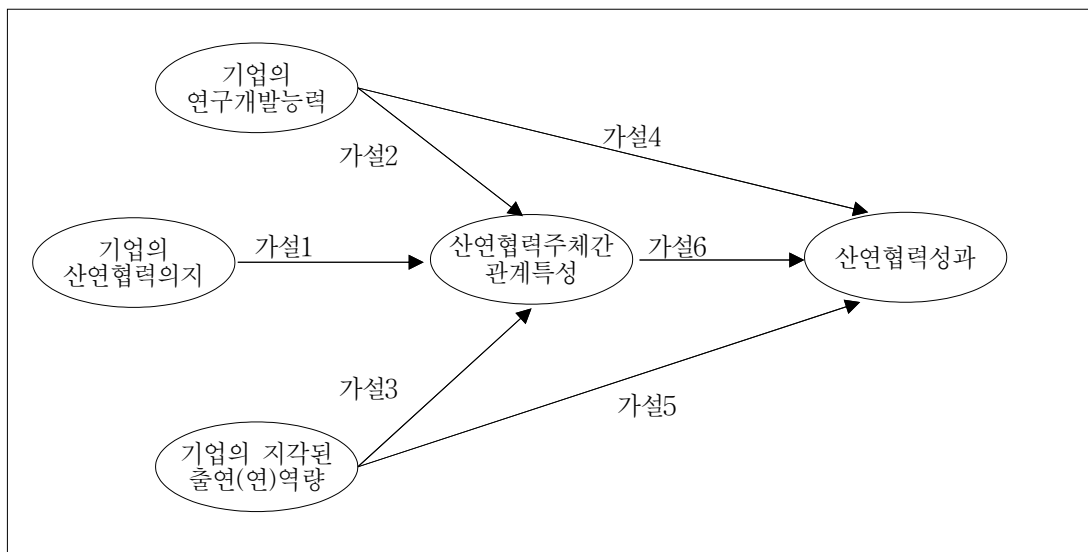 기업의
연구개발능력
가설4
가설2
기업의
산연협력의지
가설1
산연협력주체간
관계특성
가설6
산연협력성과
가설3
가설5
기업의 지각된
출연(연)역량